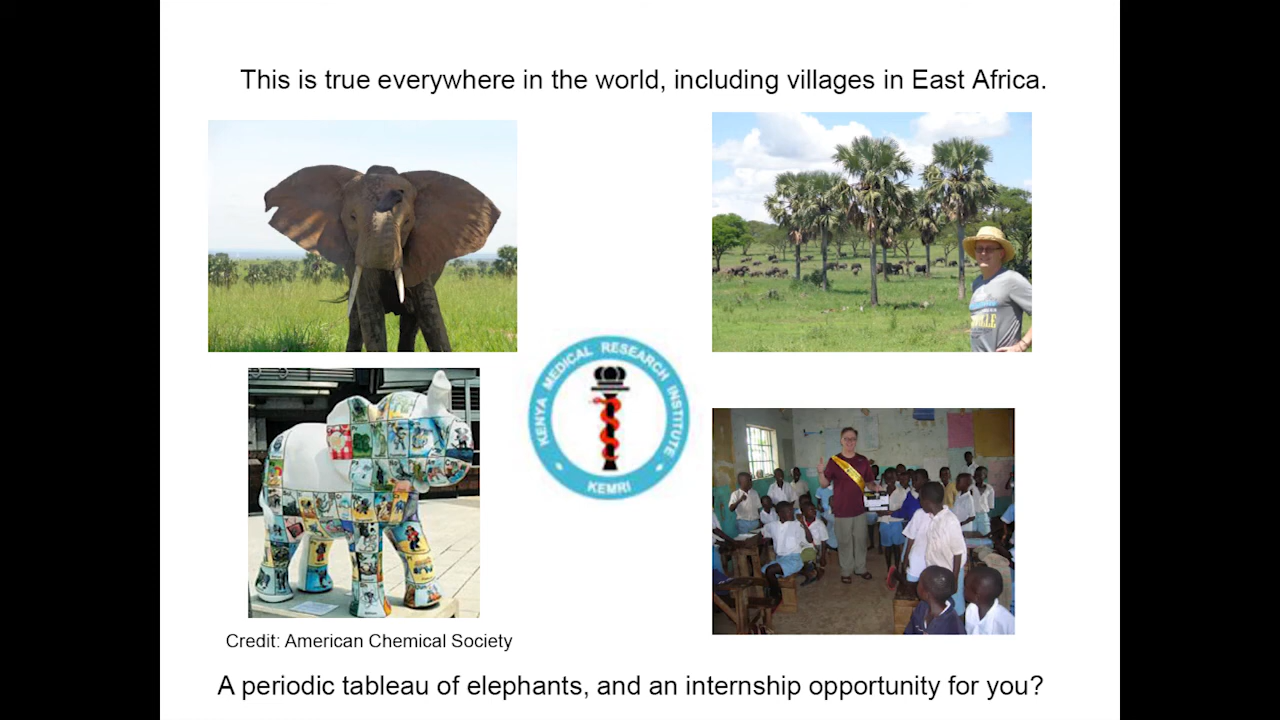 This is true everywhere in the world, including villages in East Africa.
KENYA MEDICAL RESEARCH INSTITUTE
KEMRI
Credit: American Chemical Society
A periodic tableau of elephants, and an internship opportunity for you?